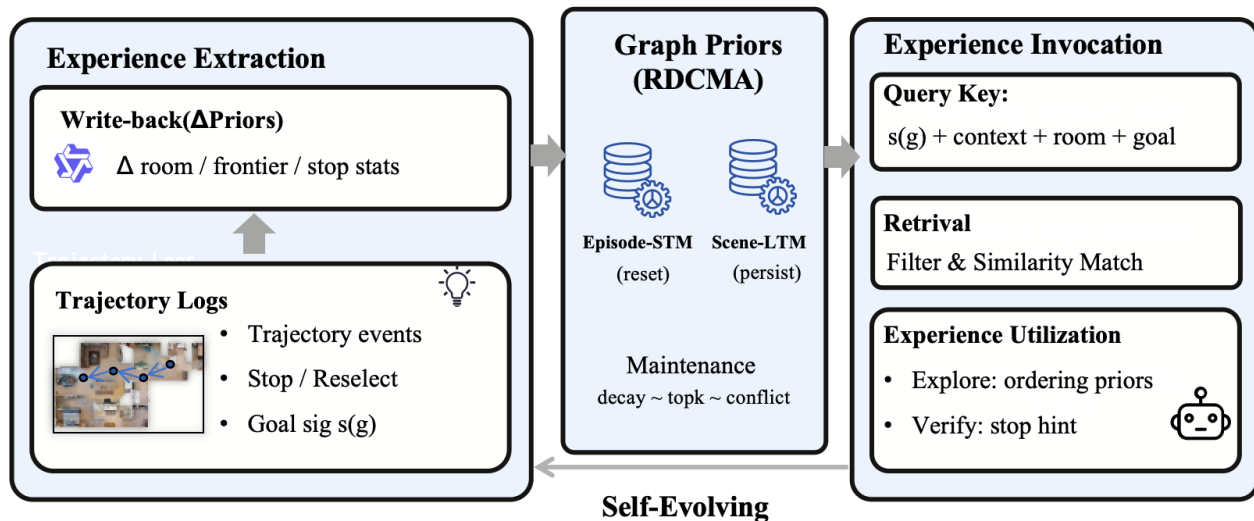 Experience Extraction
Write-back(ΔPriors)
Δ room / frontier / stop stats
Trajectory Logs
Trajectory Logs
• Trajectory events
• Stop / Reselect
• Goal sig s(g)
Graph Priors
(RDCMA)
Episode-STM
(reset)
Scene-LTM
(persist)
Maintenance
decay ~ topk ~ conflict
Experience Invocation
Query Key:
s(g) + context + room + goal
Retrival
Filter & Similarity Match
Experience Utilization
• Explore: ordering priors
• Verify: stop hint
Self-Evolving